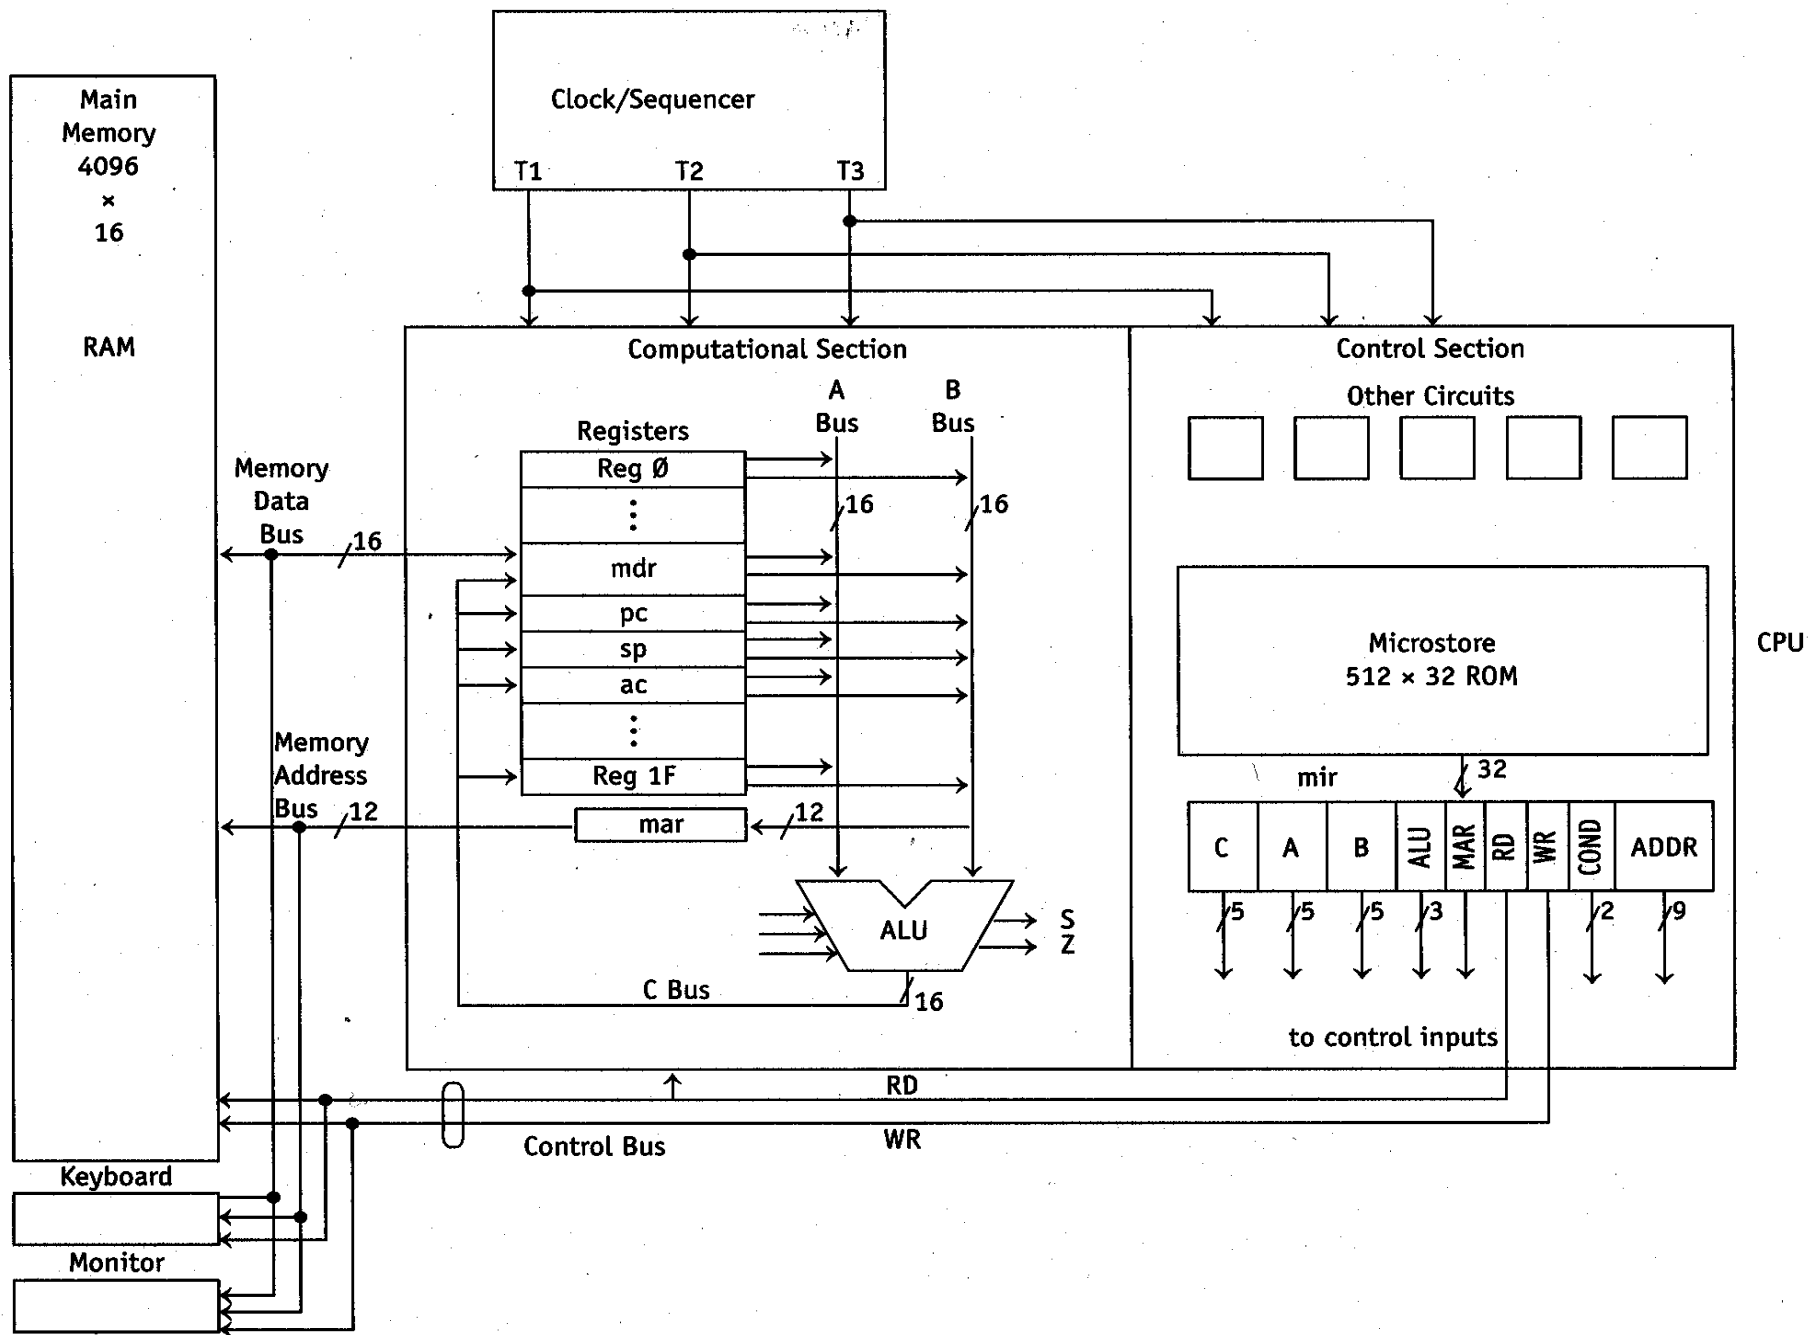 Clock/Sequencer
T1 T2 T3
Main
Memory
4096
×
16
RAM
Computational Section
Control Section
A
Bus
B
Bus
Other Circuits
Registers
Reg Ø
⋮
mdr
pc
sp
ac
⋮
Reg 1F
mar
16
16
Memory
Data
Bus
16
Memory
Address
Bus
12
12
ALU
S
Z
C Bus
16
Microstore
512 × 32 ROM
CPU
32
mir
C A B ALU MAR RD WR COND ADDR
5 5 5 3 2 9
to control inputs
RD
WR
Control Bus
Keyboard
Monitor